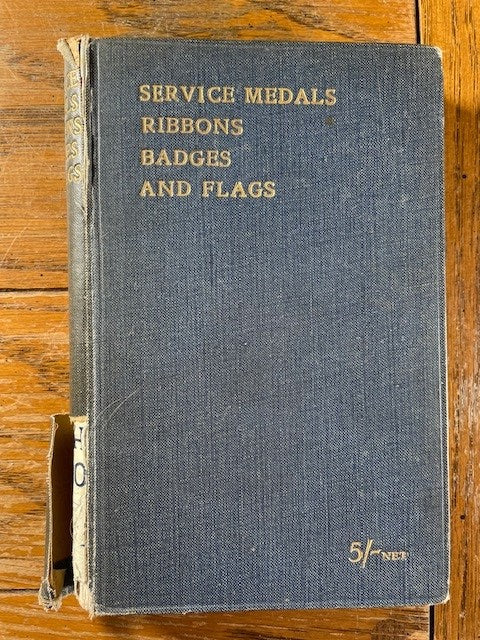 SERVICE MEDALS
RIBBONS
BADGES
AND FLAGS
5/- NET
H
O